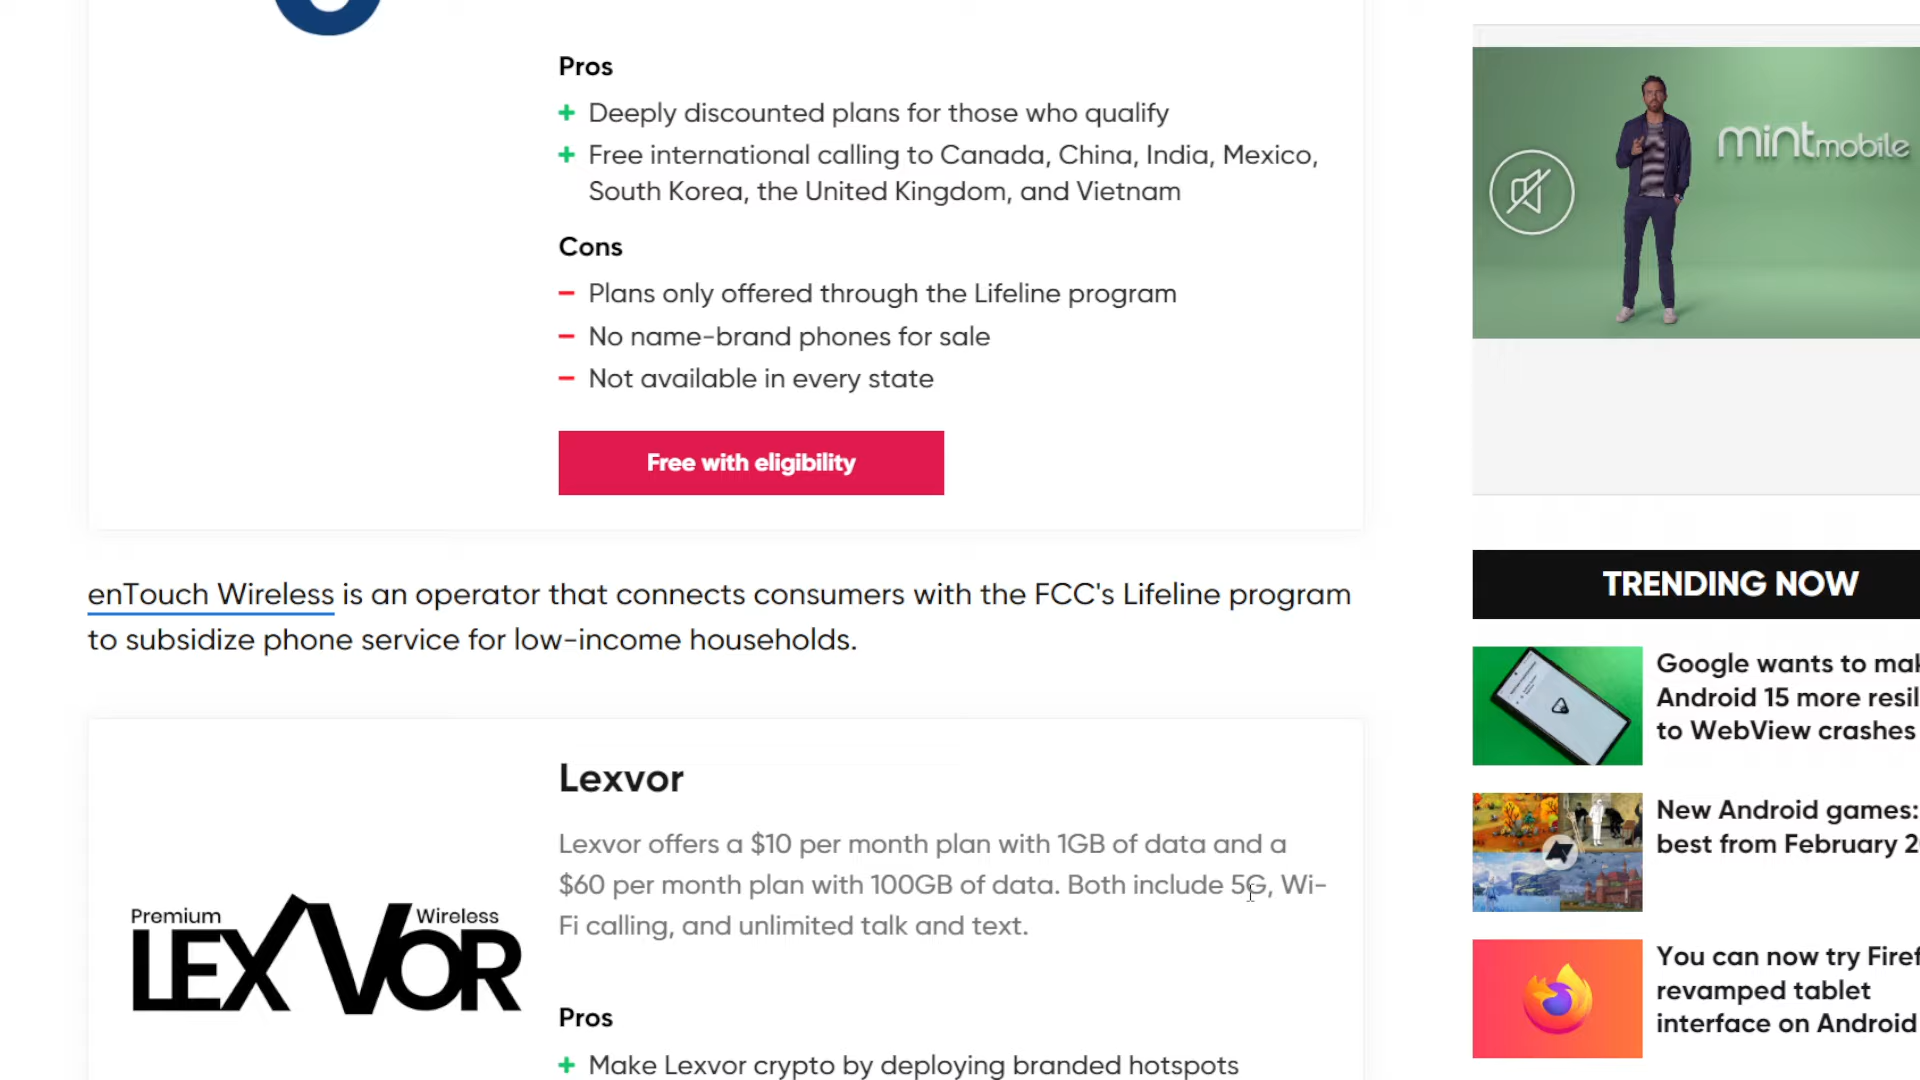 Pros
+ Deeply discounted plans for those who qualify
+ Free international calling to Canada, China, India, Mexico,
South Korea, the United Kingdom, and Vietnam
Cons
– Plans only offered through the Lifeline program
– No name-brand phones for sale
– Not available in every state
Free with eligibility
enTouch Wireless is an operator that connects consumers with the FCC's Lifeline program
to subsidize phone service for low-income households.
Lexvor
Lexvor offers a $10 per month plan with 1GB of data and a
$60 per month plan with 100GB of data. Both include 5G, Wi-
Fi calling, and unlimited talk and text.
Premium Wireless
LEXVOR
Pros
+ Make Lexvor crypto by deploying branded hotspots
mint mobile
TRENDING NOW
Google wants to mak
Android 15 more resil
to WebView crashes
New Android games:
best from February 2
You can now try Firef
revamped tablet
interface on Android